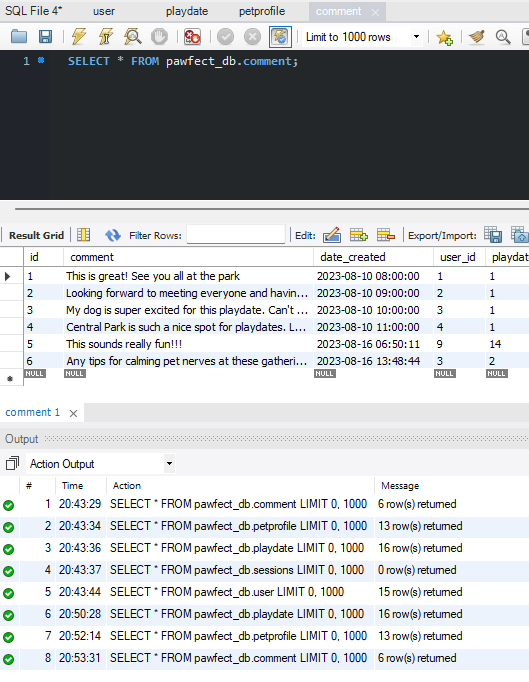 SQL File 4* user playdate petprofile comment
Limit to 1000 rows
1 SELECT * FROM pawfect_db.comment;
Result Grid Filter Rows: Edit: Export/Import:
id comment date_created user_id playda
1 This is great! See you all at the park 2023-08-10 08:00:00 1 1
2 Looking forward to meeting everyone and havin... 2023-08-10 09:00:00 2 1
3 My dog is super excited for this playdate. Can't ... 2023-08-10 10:00:00 3 1
4 Central Park is such a nice spot for playdates. L... 2023-08-10 11:00:00 4 1
5 This sounds really fun!!! 2023-08-16 06:50:11 9 14
6 Any tips for calming pet nerves at these gatheri... 2023-08-16 13:48:44 3 2
NULL NULL NULL NULL NULL
comment 1
Output
Action Output
# Time Action Message
1 20:43:29 SELECT * FROM pawfect_db.comment LIMIT 0, 1000 6 row(s) returned
2 20:43:34 SELECT * FROM pawfect_db.petprofile LIMIT 0, 1000 13 row(s) returned
3 20:43:36 SELECT * FROM pawfect_db.playdate LIMIT 0, 1000 16 row(s) returned
4 20:43:37 SELECT * FROM pawfect_db.sessions LIMIT 0, 1000 0 row(s) returned
5 20:43:44 SELECT * FROM pawfect_db.user LIMIT 0, 1000 15 row(s) returned
6 20:50:28 SELECT * FROM pawfect_db.playdate LIMIT 0, 1000 16 row(s) returned
7 20:52:14 SELECT * FROM pawfect_db.petprofile LIMIT 0, 1000 13 row(s) returned
8 20:53:31 SELECT * FROM pawfect_db.comment LIMIT 0, 1000 6 row(s) returned